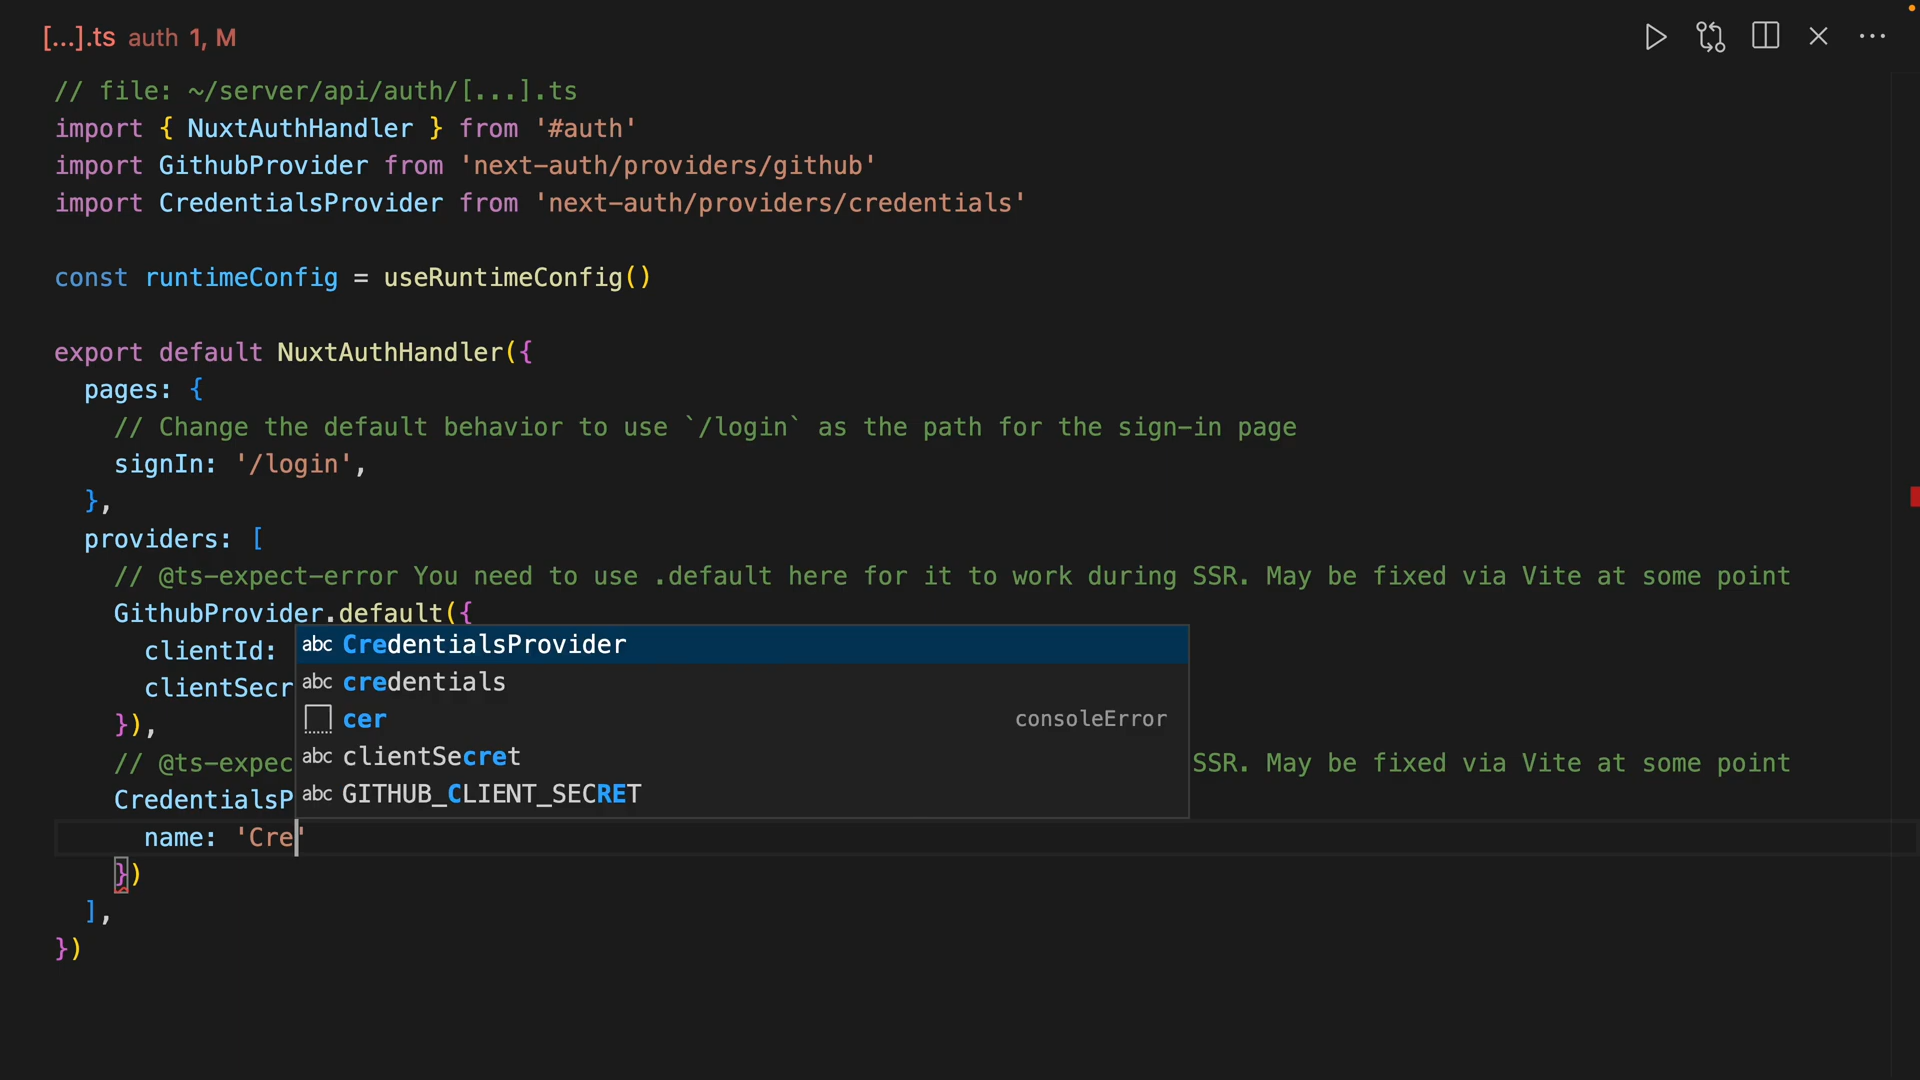 [...].ts auth 1, M
// file: ~/server/api/auth/[...].ts
import { NuxtAuthHandler } from '#auth'
import GithubProvider from 'next-auth/providers/github'
import CredentialsProvider from 'next-auth/providers/credentials'
const runtimeConfig = useRuntimeConfig()
export default NuxtAuthHandler({
pages: {
// Change the default behavior to use `/login` as the path for the sign-in page
signIn: '/login',
},
providers: [
// @ts-expect-error You need to use .default here for it to work during SSR. May be fixed via Vite at some point
GithubProvider.default({
clientId:
abc CredentialsProvider
abc credentials
clientSecr
cer consoleError
}),
abc clientSecret
// @ts-expec SSR. May be fixed via Vite at some point
abc GITHUB_CLIENT_SECRET
CredentialsP
name: 'Cre'
})
],
})